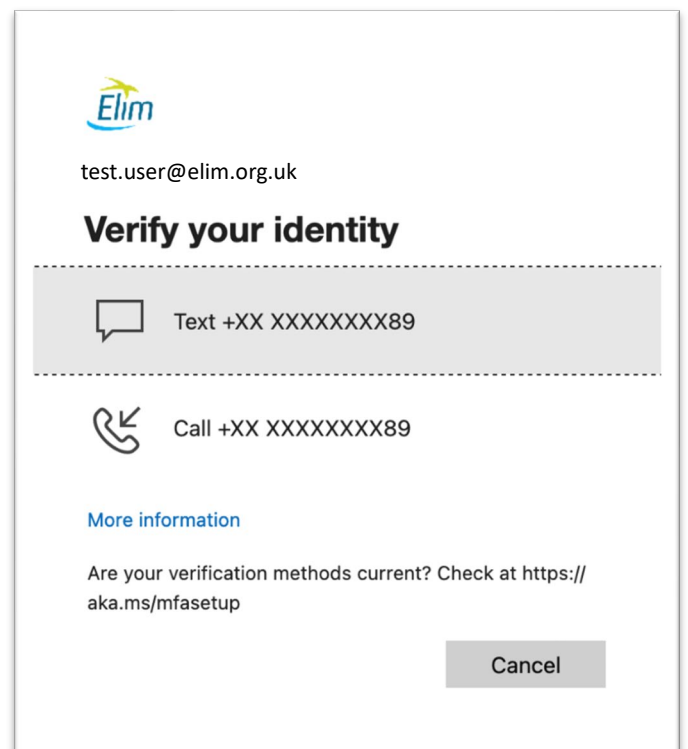 Elim
test.user@elim.org.uk
Verify your identity
Text +XX XXXXXXXX89
Call +XX XXXXXXXX89
More information
Are your verification methods current? Check at https://
aka.ms/mfasetup
Cancel